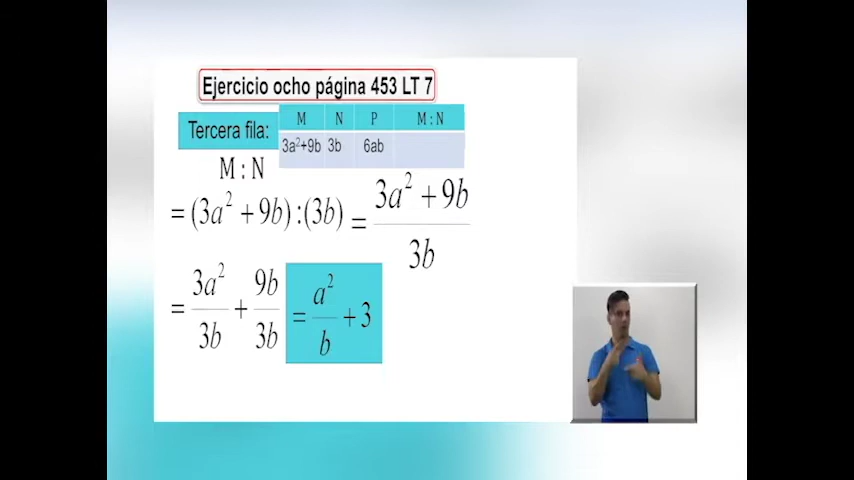 Ejercicio ocho página 453 LT 7
Tercera fila:
M N P M : N
3a²+9b 3b 6ab
M : N
= (3a² + 9b) : (3b) = (3a² + 9b)/(3b)
= 3a²/3b + 9b/3b = a²/b + 3